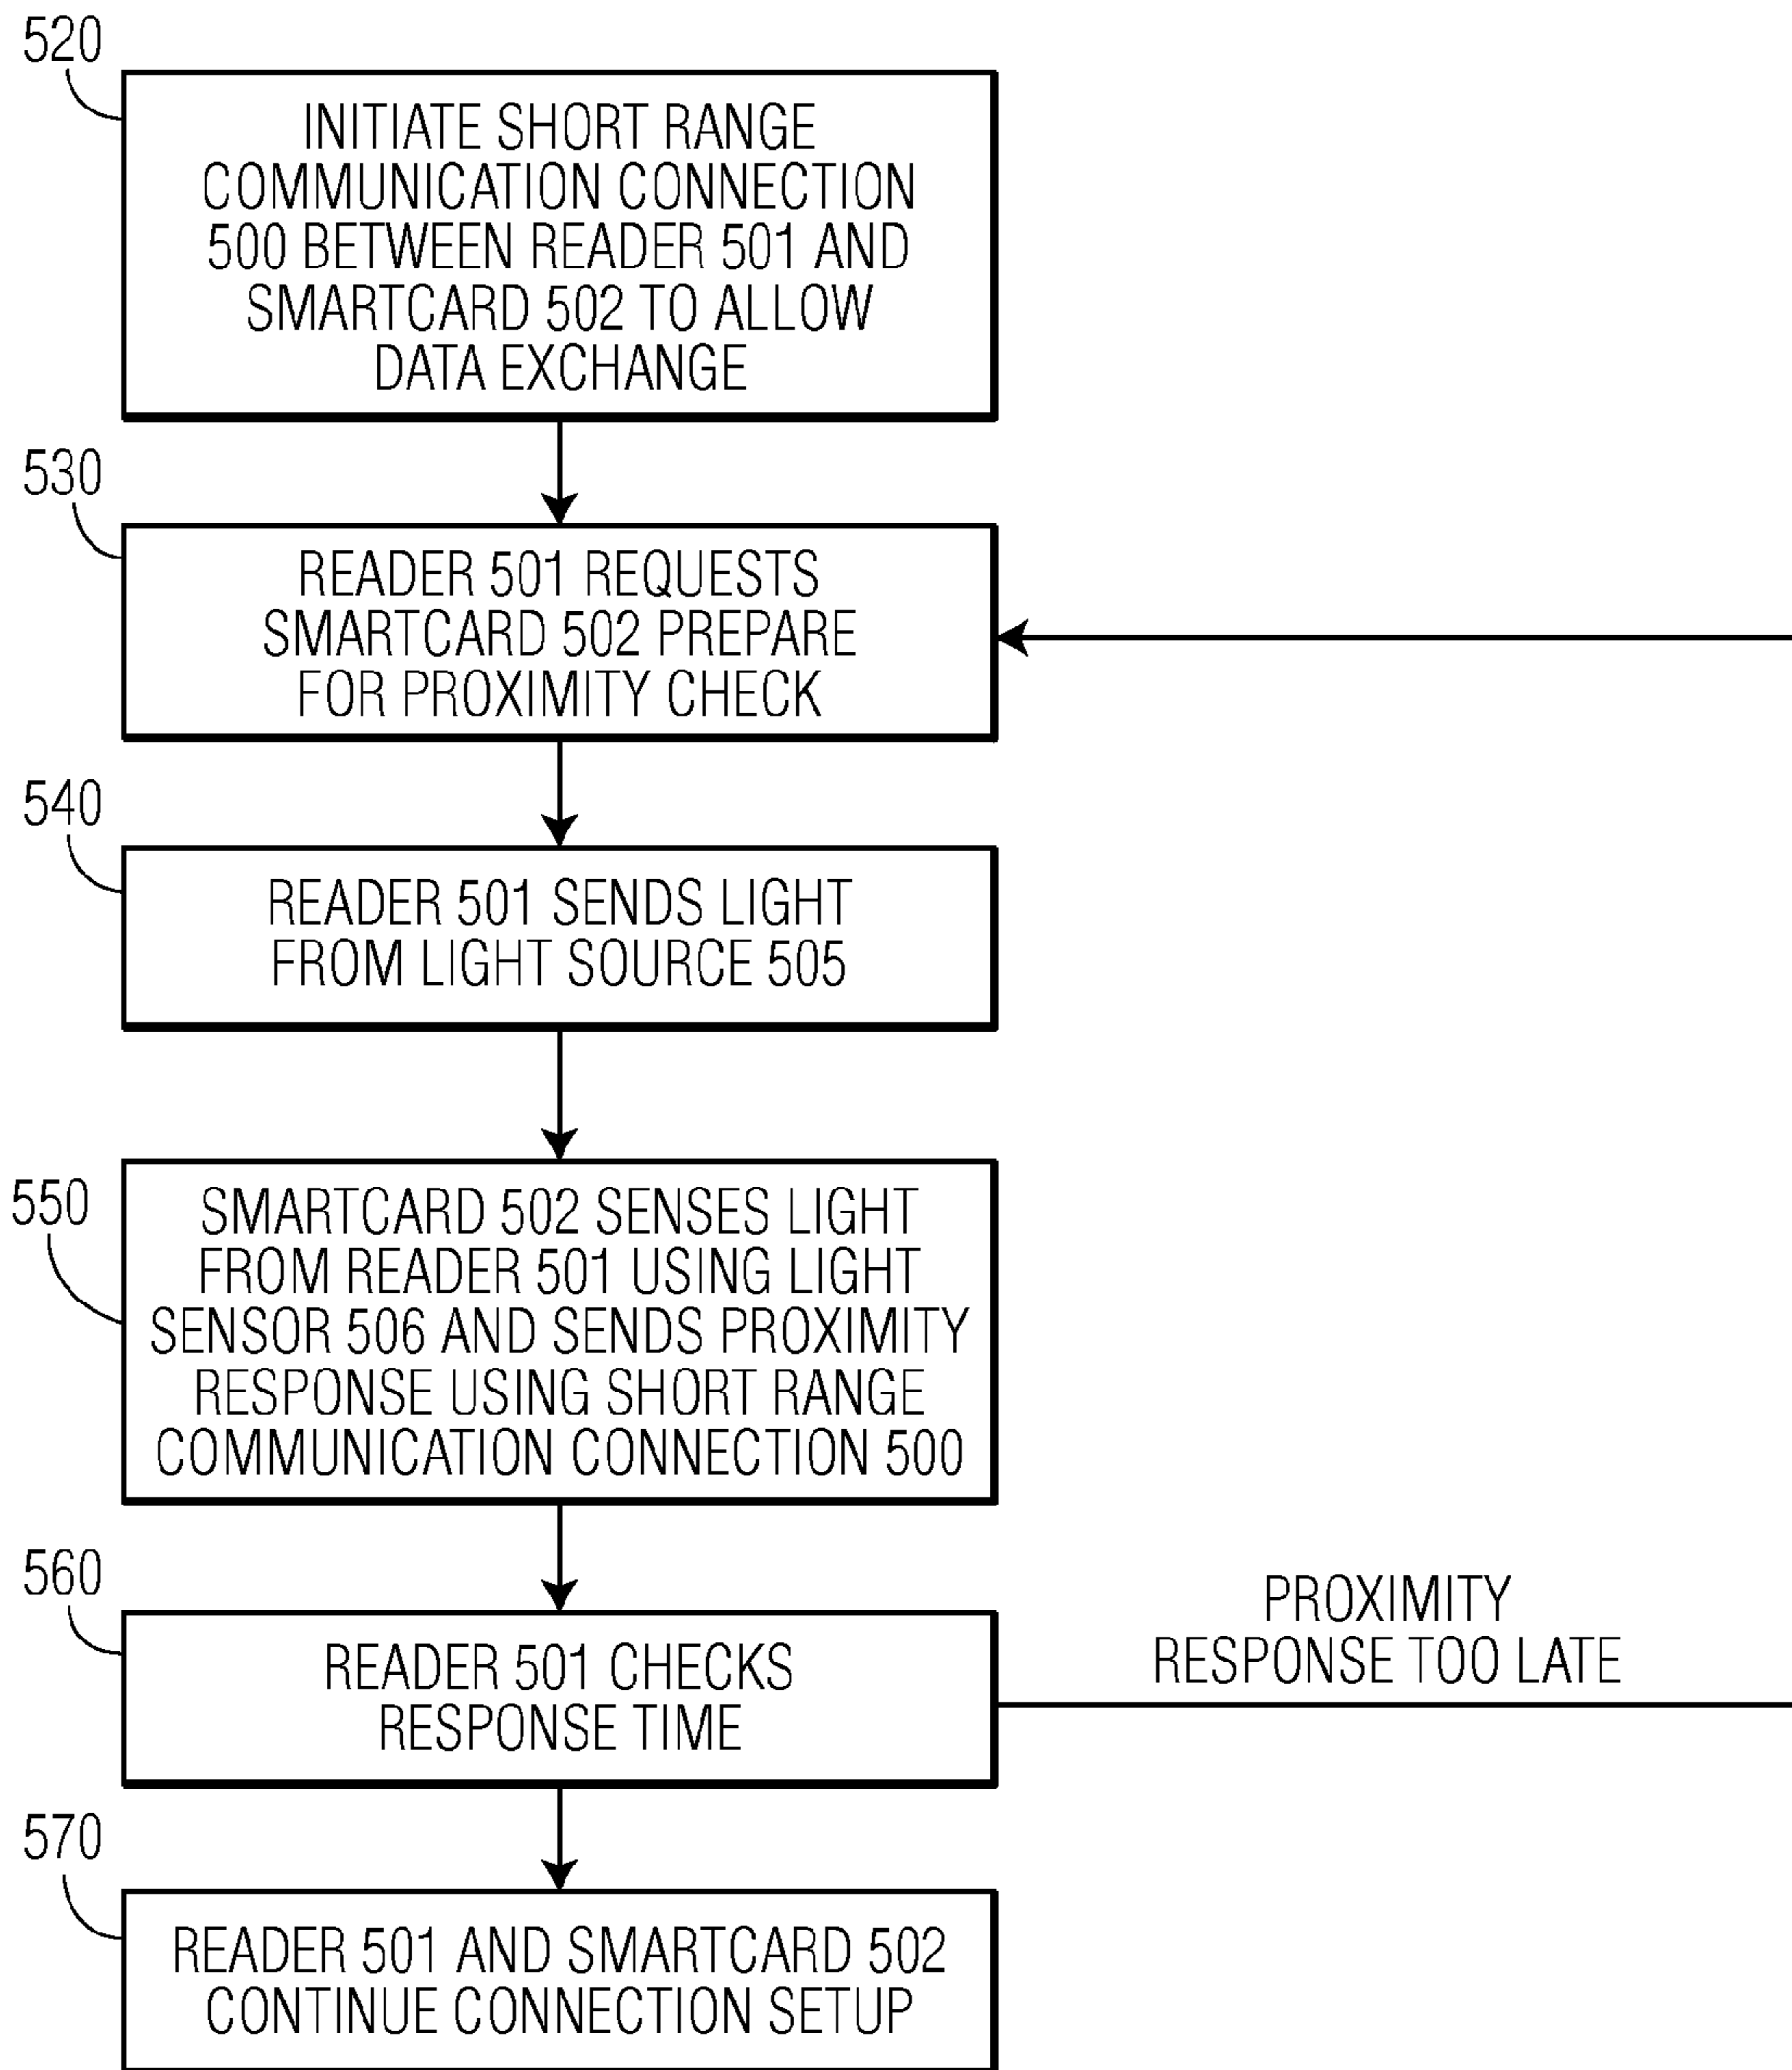 520
INITIATE SHORT RANGE
COMMUNICATION CONNECTION
500 BETWEEN READER 501 AND
SMARTCARD 502 TO ALLOW
DATA EXCHANGE
530
READER 501 REQUESTS
SMARTCARD 502 PREPARE
FOR PROXIMITY CHECK
540
READER 501 SENDS LIGHT
FROM LIGHT SOURCE 505
550
SMARTCARD 502 SENSES LIGHT
FROM READER 501 USING LIGHT
SENSOR 506 AND SENDS PROXIMITY
RESPONSE USING SHORT RANGE
COMMUNICATION CONNECTION 500
560
READER 501 CHECKS
RESPONSE TIME
PROXIMITY
RESPONSE TOO LATE
570
READER 501 AND SMARTCARD 502
CONTINUE CONNECTION SETUP